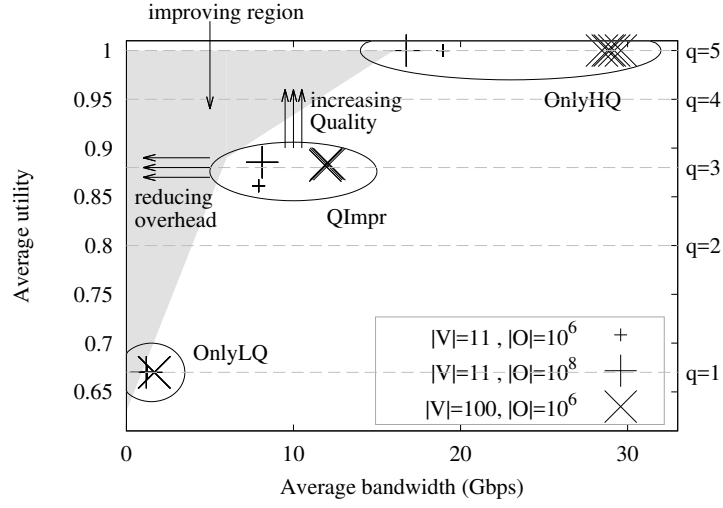 improving region
1
0.95
0.9
0.85
0.8
0.75
0.7
0.65
q=5
q=4
q=3
q=2
q=1
OnlyHQ
increasing
Quality
reducing
overhead
QImpr
OnlyLQ
|V|=11 , |O|=10^6
|V|=11 , |O|=10^8
|V|=100, |O|=10^6
0
10
20
30
Average bandwidth (Gbps)
Average utility